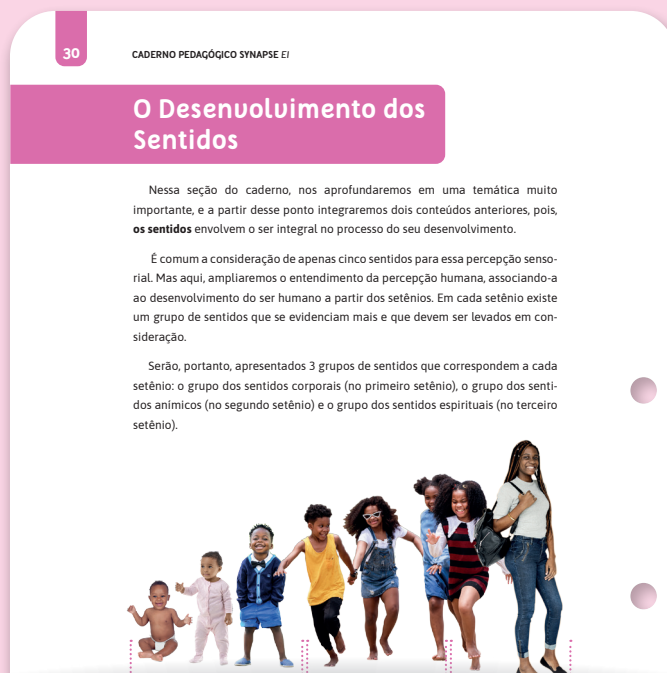 30
CADERNO PEDAGÓGICO SYNAPSE EI
O Desenvolvimento dos
Sentidos
Nessa seção do caderno, nos aprofundaremos em uma temática muito
importante, e a partir desse ponto integraremos dois conteúdos anteriores, pois,
os sentidos envolvem o ser integral no processo do seu desenvolvimento.
É comum a consideração de apenas cinco sentidos para essa percepção senso-
rial. Mas aqui, ampliaremos o entendimento da percepção humana, associando-a
ao desenvolvimento do ser humano a partir dos setênios. Em cada setênio existe
um grupo de sentidos que se evidenciam mais e que devem ser levados em con-
sideração.
Serão, portanto, apresentados 3 grupos de sentidos que correspondem a cada
setênio: o grupo dos sentidos corporais (no primeiro setênio), o grupo dos senti-
dos anímicos (no segundo setênio) e o grupo dos sentidos espirituais (no terceiro
setênio).